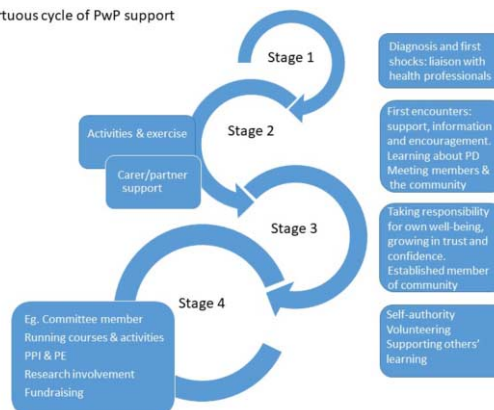 rtuous cycle of PwP support
Stage 1
Diagnosis and first
shocks: liaison with
health professionals
Activities & exercise
Stage 2
Carer/partner
support
First encounters:
support, information
and encouragement.
Learning about PD
Meeting members &
the community
Stage 3
Taking responsibility
for own well-being,
growing in trust and
confidence.
Established member
of community
Stage 4
Eg. Committee member
Running courses & activities
PPI & PE
Research involvement
Fundraising
Self-authority
Volunteering
Supporting others'
learning